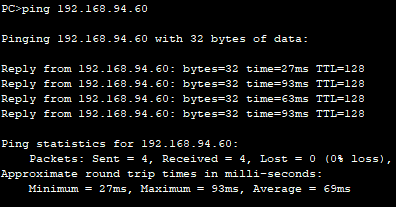 PC>ping 192.168.94.60
Pinging 192.168.94.60 with 32 bytes of data:
Reply from 192.168.94.60: bytes=32 time=27ms TTL=128
Reply from 192.168.94.60: bytes=32 time=93ms TTL=128
Reply from 192.168.94.60: bytes=32 time=63ms TTL=128
Reply from 192.168.94.60: bytes=32 time=93ms TTL=128
Ping statistics for 192.168.94.60:
Packets: Sent = 4, Received = 4, Lost = 0 (0% loss),
Approximate round trip times in milli-seconds:
Minimum = 27ms, Maximum = 93ms, Average = 69ms